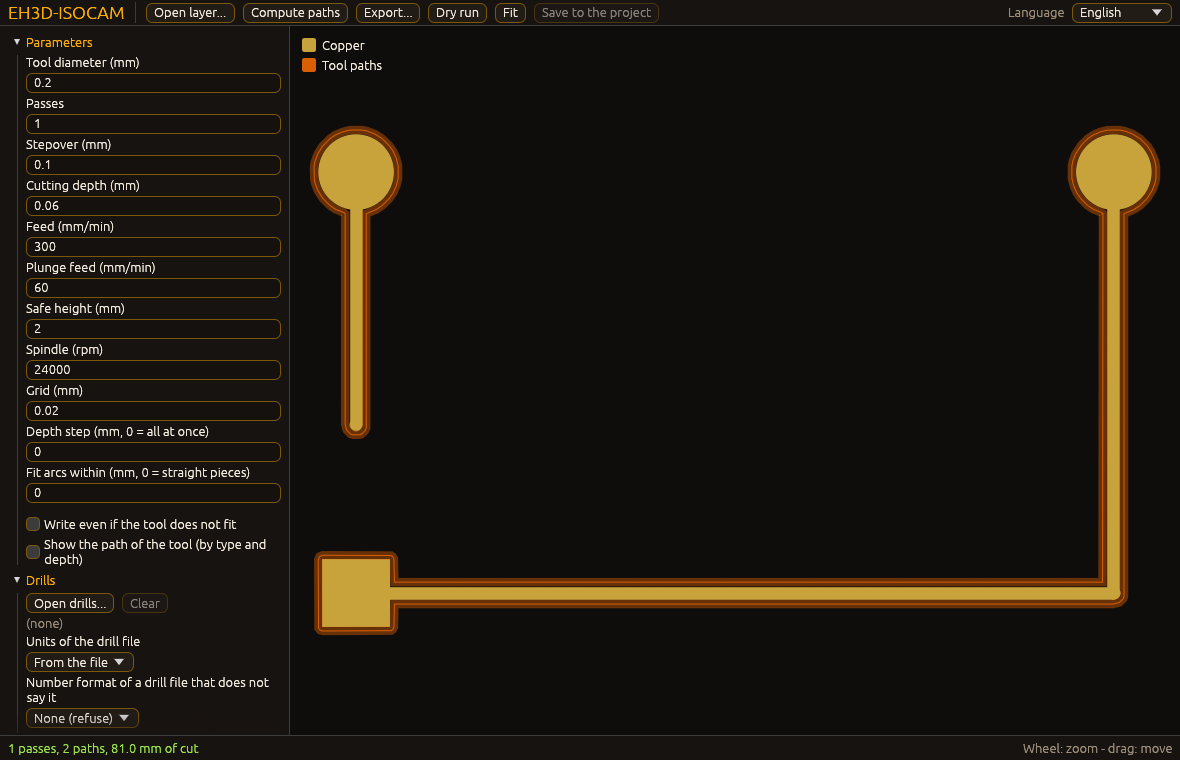 EH3D-ISOCAM
Open layer...
Compute paths
Export...
Dry run
Fit
Save to the project
Language
English
Parameters
Tool diameter (mm)
0.2
Passes
1
Stepover (mm)
0.1
Cutting depth (mm)
0.06
Feed (mm/min)
300
Plunge feed (mm/min)
60
Safe height (mm)
2
Spindle (rpm)
24000
Grid (mm)
0.02
Depth step (mm, 0 = all at once)
0
Fit arcs within (mm, 0 = straight pieces)
0
Write even if the tool does not fit
Show the path of the tool (by type and
depth)
Drills
Open drills...
Clear
(none)
Units of the drill file
From the file
Number format of a drill file that does not
say it
None (refuse)
Copper
Tool paths
1 passes, 2 paths, 81.0 mm of cut
Wheel: zoom - drag: move